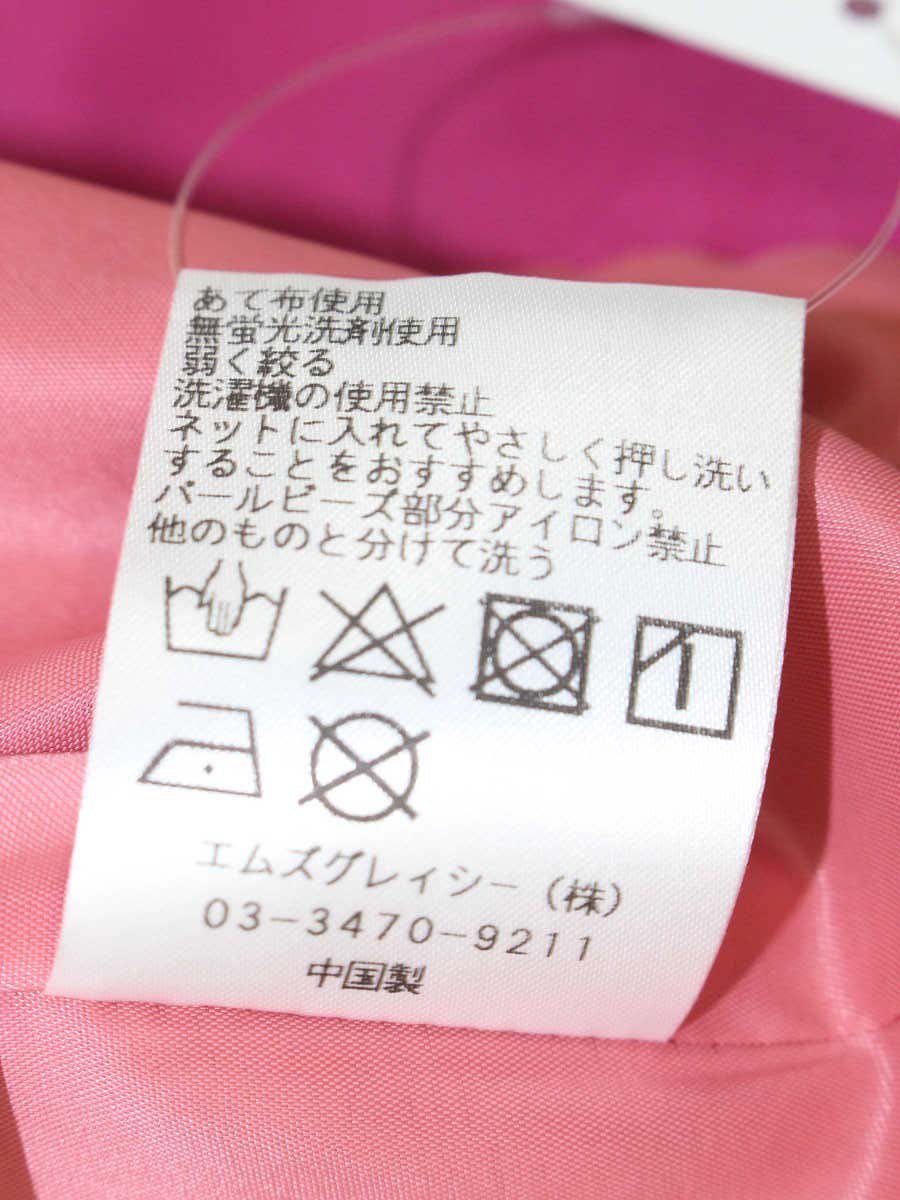 あて布使用
無蛍光洗剤使用
弱く絞る
洗濯機の使用禁止
ネットに入れてやさしく押し洗い
することをおすすめします。
パールビーズ部分アイロン禁止
他のものと分けて洗う
エムズグレィシー(株)
03-3470-9211
中国製